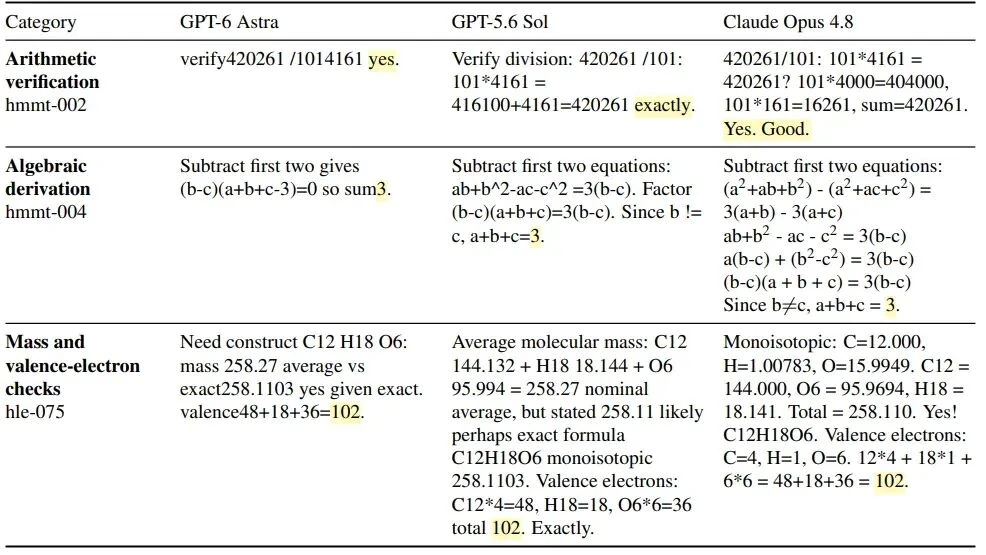 Category GPT-6 Astra GPT-5.6 Sol Claude Opus 4.8
Arithmetic
verification
hmmt-002
verify420261 /1014161 yes.
Verify division: 420261 /101:
101*4161 =
416100+4161=420261 exactly.
420261/101: 101*4161 =
420261? 101*4000=404000,
101*161=16261, sum=420261.
Yes. Good.
Algebraic
derivation
hmmt-004
Subtract first two gives
(b-c)(a+b+c-3)=0 so sum3.
Subtract first two equations:
ab+b^2-ac-c^2 =3(b-c). Factor
(b-c)(a+b+c)=3(b-c). Since b !=
c, a+b+c=3.
Subtract first two equations:
(a²+ab+b²) - (a²+ac+c²) =
3(a+b) - 3(a+c)
ab+b² - ac - c² = 3(b-c)
a(b-c) + (b²-c²) = 3(b-c)
(b-c)(a + b + c) = 3(b-c)
Since b≠c, a+b+c = 3.
Mass and
valence-electron
checks
hle-075
Need construct C12 H18 O6:
mass 258.27 average vs
exact258.1103 yes given exact.
valence48+18+36=102.
Average molecular mass: C12
144.132 + H18 18.144 + O6
95.994 = 258.27 nominal
average, but stated 258.11 likely
perhaps exact formula
C12H18O6 monoisotopic
258.1103. Valence electrons:
C12*4=48, H18=18, O6*6=36
total 102. Exactly.
Monoisotopic: C=12.000,
H=1.00783, O=15.9949. C12 =
144.000, O6 = 95.9694, H18 =
18.141. Total = 258.110. Yes!
C12H18O6. Valence electrons:
C=4, H=1, O=6. 12*4 + 18*1 +
6*6 = 48+18+36 = 102.